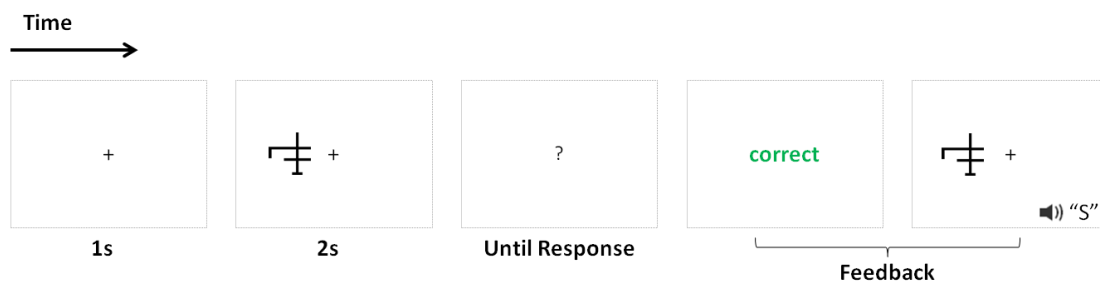 Time
+
+
?
correct
+
“S”
1s
2s
Until Response
Feedback